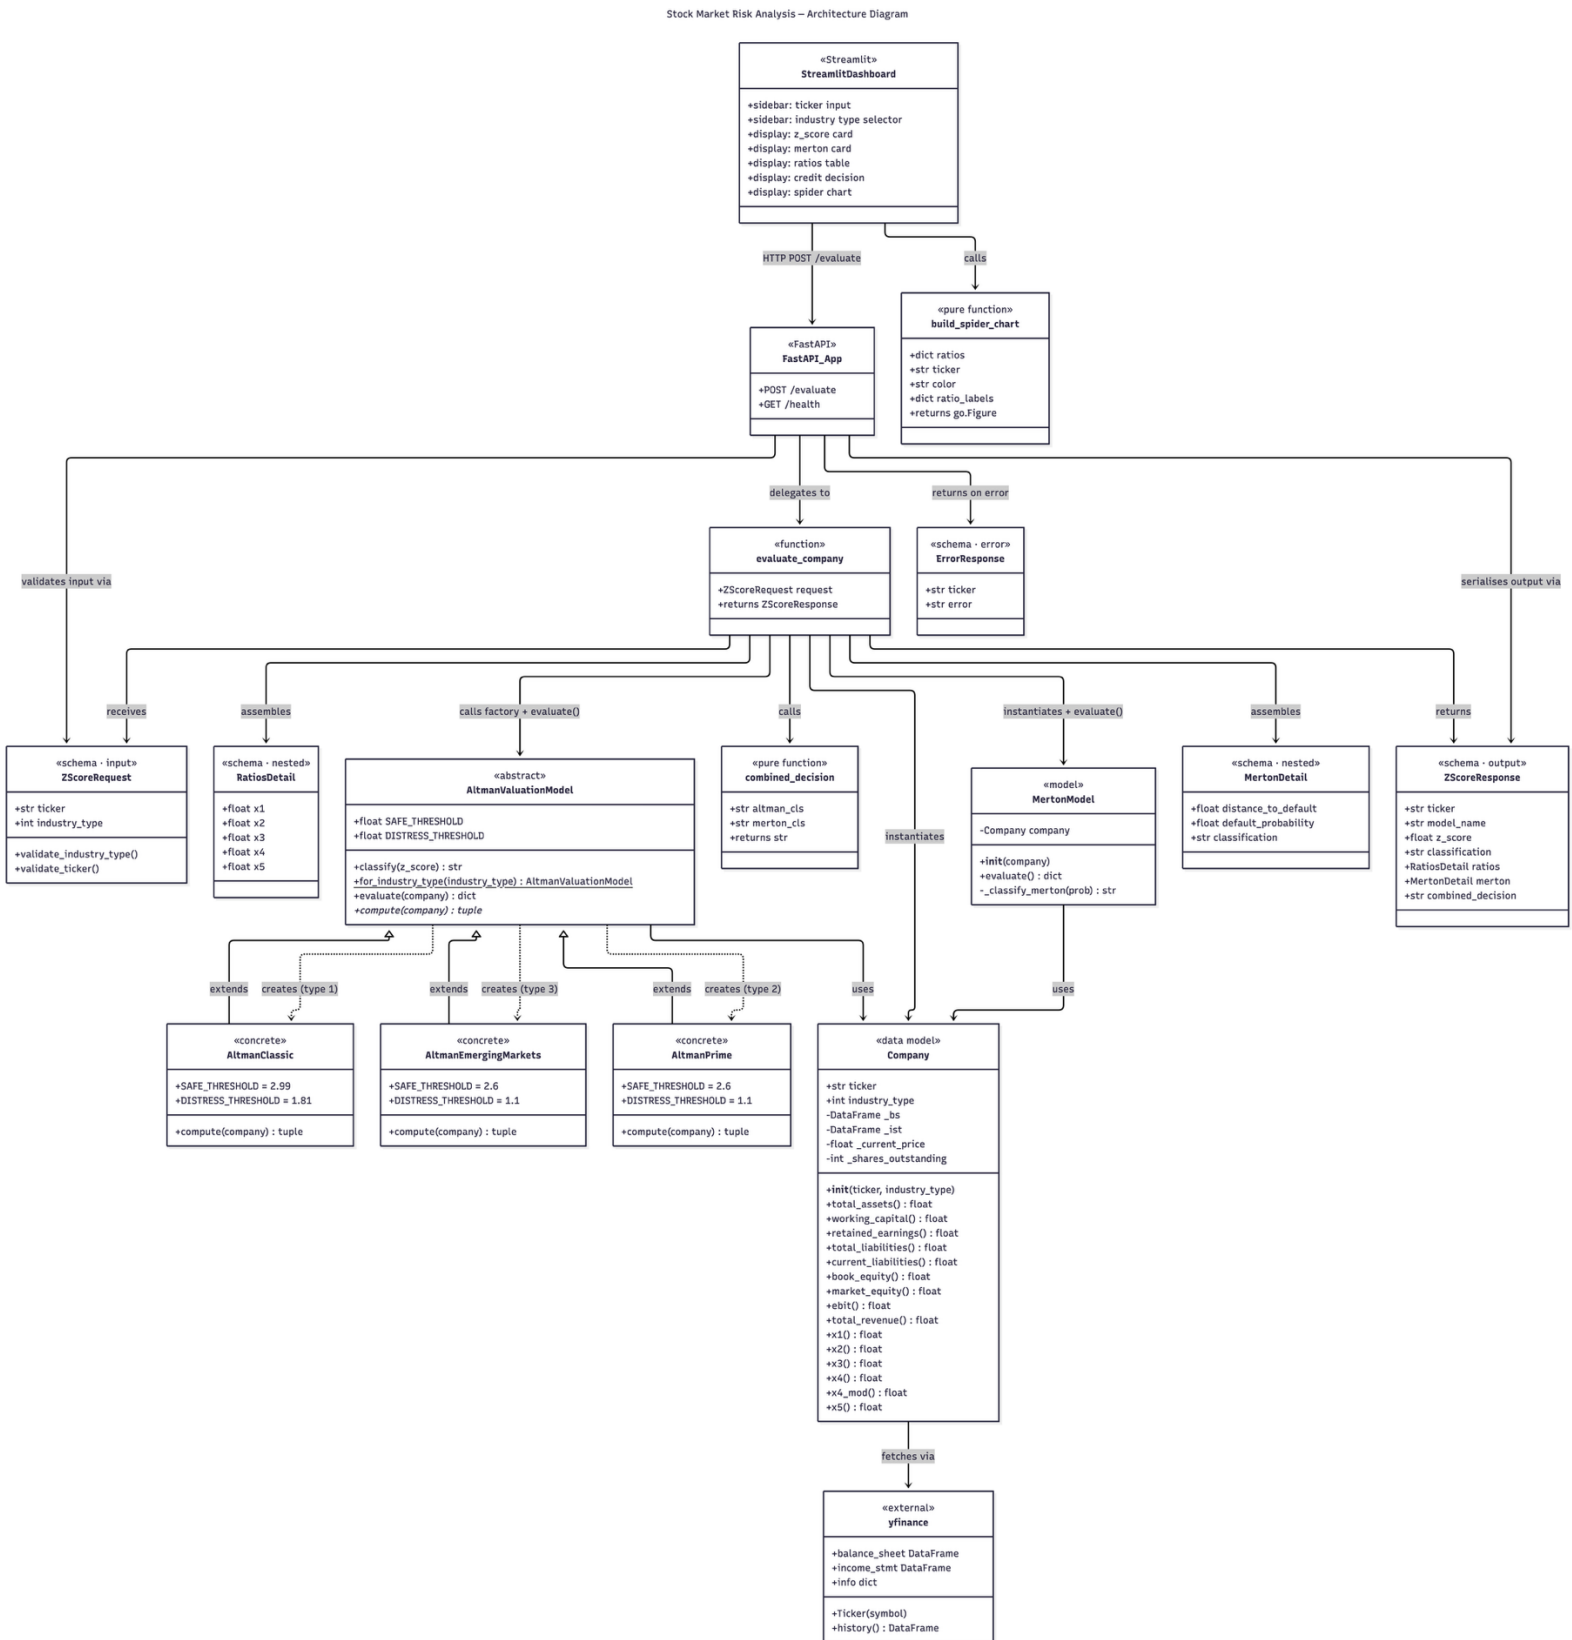 Stock Market Risk Analysis — Architecture Diagram
«Streamlit»
StreamlitDashboard
+sidebar: ticker input
+sidebar: industry type selector
+display: z_score card
+display: merton card
+display: ratios table
+display: credit decision
+display: spider chart
HTTP POST /evaluate
calls
«pure function»
build_spider_chart
+dict ratios
+str ticker
+str color
+dict ratio_labels
+returns go.Figure
«FastAPI»
FastAPI_App
+POST /evaluate
+GET /health
delegates to
returns on error
«function»
evaluate_company
+ZScoreRequest request
+returns ZScoreResponse
«schema · error»
ErrorResponse
+str ticker
+str error
validates input via
serialises output via
receives
assembles
calls factory + evaluate()
calls
instantiates + evaluate()
assembles
returns
«schema · input»
ZScoreRequest
+str ticker
+int industry_type
+validate_industry_type()
+validate_ticker()
«schema · nested»
RatiosDetail
+float x1
+float x2
+float x3
+float x4
+float x5
«abstract»
AltmanValuationModel
+float SAFE_THRESHOLD
+float DISTRESS_THRESHOLD
+classify(z_score) : str
+for_industry_type(industry_type) : AltmanValuationModel
+evaluate(company) : dict
+compute(company) : tuple
«pure function»
combined_decision
+str altman_cls
+str merton_cls
+returns str
instantiates
«model»
MertonModel
-Company company
+init(company)
+evaluate() : dict
-_classify_merton(prob) : str
«schema · nested»
MertonDetail
+float distance_to_default
+float default_probability
+str classification
«schema · output»
ZScoreResponse
+str ticker
+str model_name
+float z_score
+str classification
+RatiosDetail ratios
+MertonDetail merton
+str combined_decision
extends
creates (type 1)
extends
creates (type 3)
extends
creates (type 2)
uses
uses
«concrete»
AltmanClassic
+SAFE_THRESHOLD = 2.99
+DISTRESS_THRESHOLD = 1.81
+compute(company) : tuple
«concrete»
AltmanEmergingMarkets
+SAFE_THRESHOLD = 2.6
+DISTRESS_THRESHOLD = 1.1
+compute(company) : tuple
«concrete»
AltmanPrime
+SAFE_THRESHOLD = 2.6
+DISTRESS_THRESHOLD = 1.1
+compute(company) : tuple
«data model»
Company
+str ticker
+int industry_type
-DataFrame _bs
-DataFrame _ist
-float _current_price
-int _shares_outstanding
+init(ticker, industry_type)
+total_assets() : float
+working_capital() : float
+retained_earnings() : float
+total_liabilities() : float
+current_liabilities() : float
+book_equity() : float
+market_equity() : float
+ebit() : float
+total_revenue() : float
+x1() : float
+x2() : float
+x3() : float
+x4() : float
+x4_mod() : float
+x5() : float
fetches via
«external»
yfinance
+balance_sheet DataFrame
+income_stmt DataFrame
+info dict
+Ticker(symbol)
+history() : DataFrame